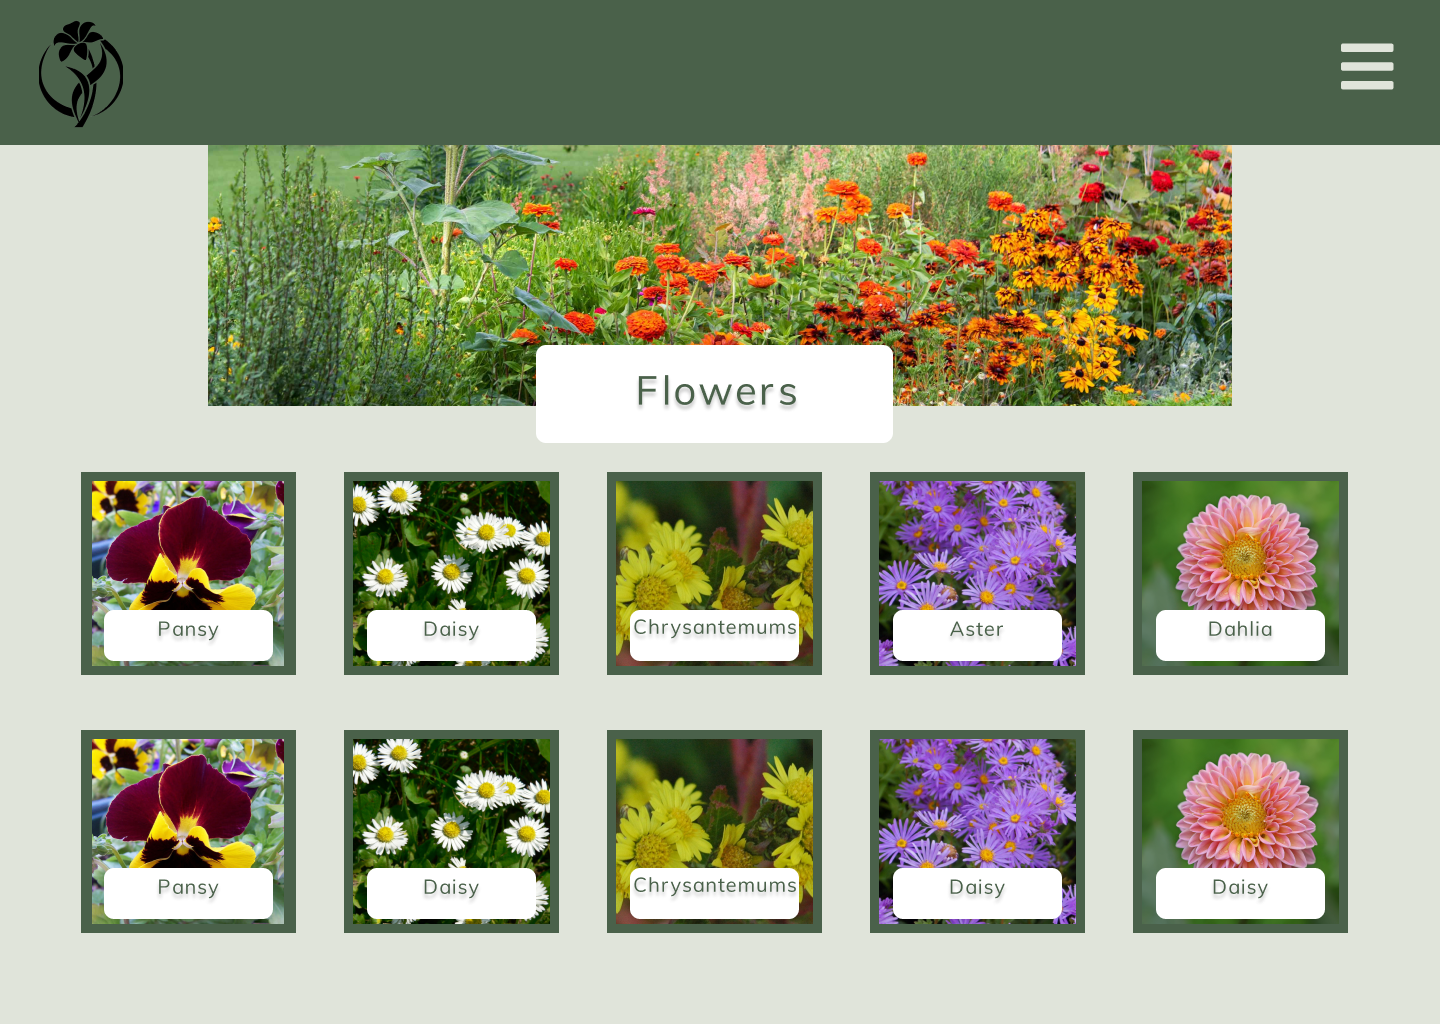 Flowers
Pansy
Daisy
Chrysantemums
Aster
Dahlia
Pansy
Daisy
Chrysantemums
Daisy
Daisy